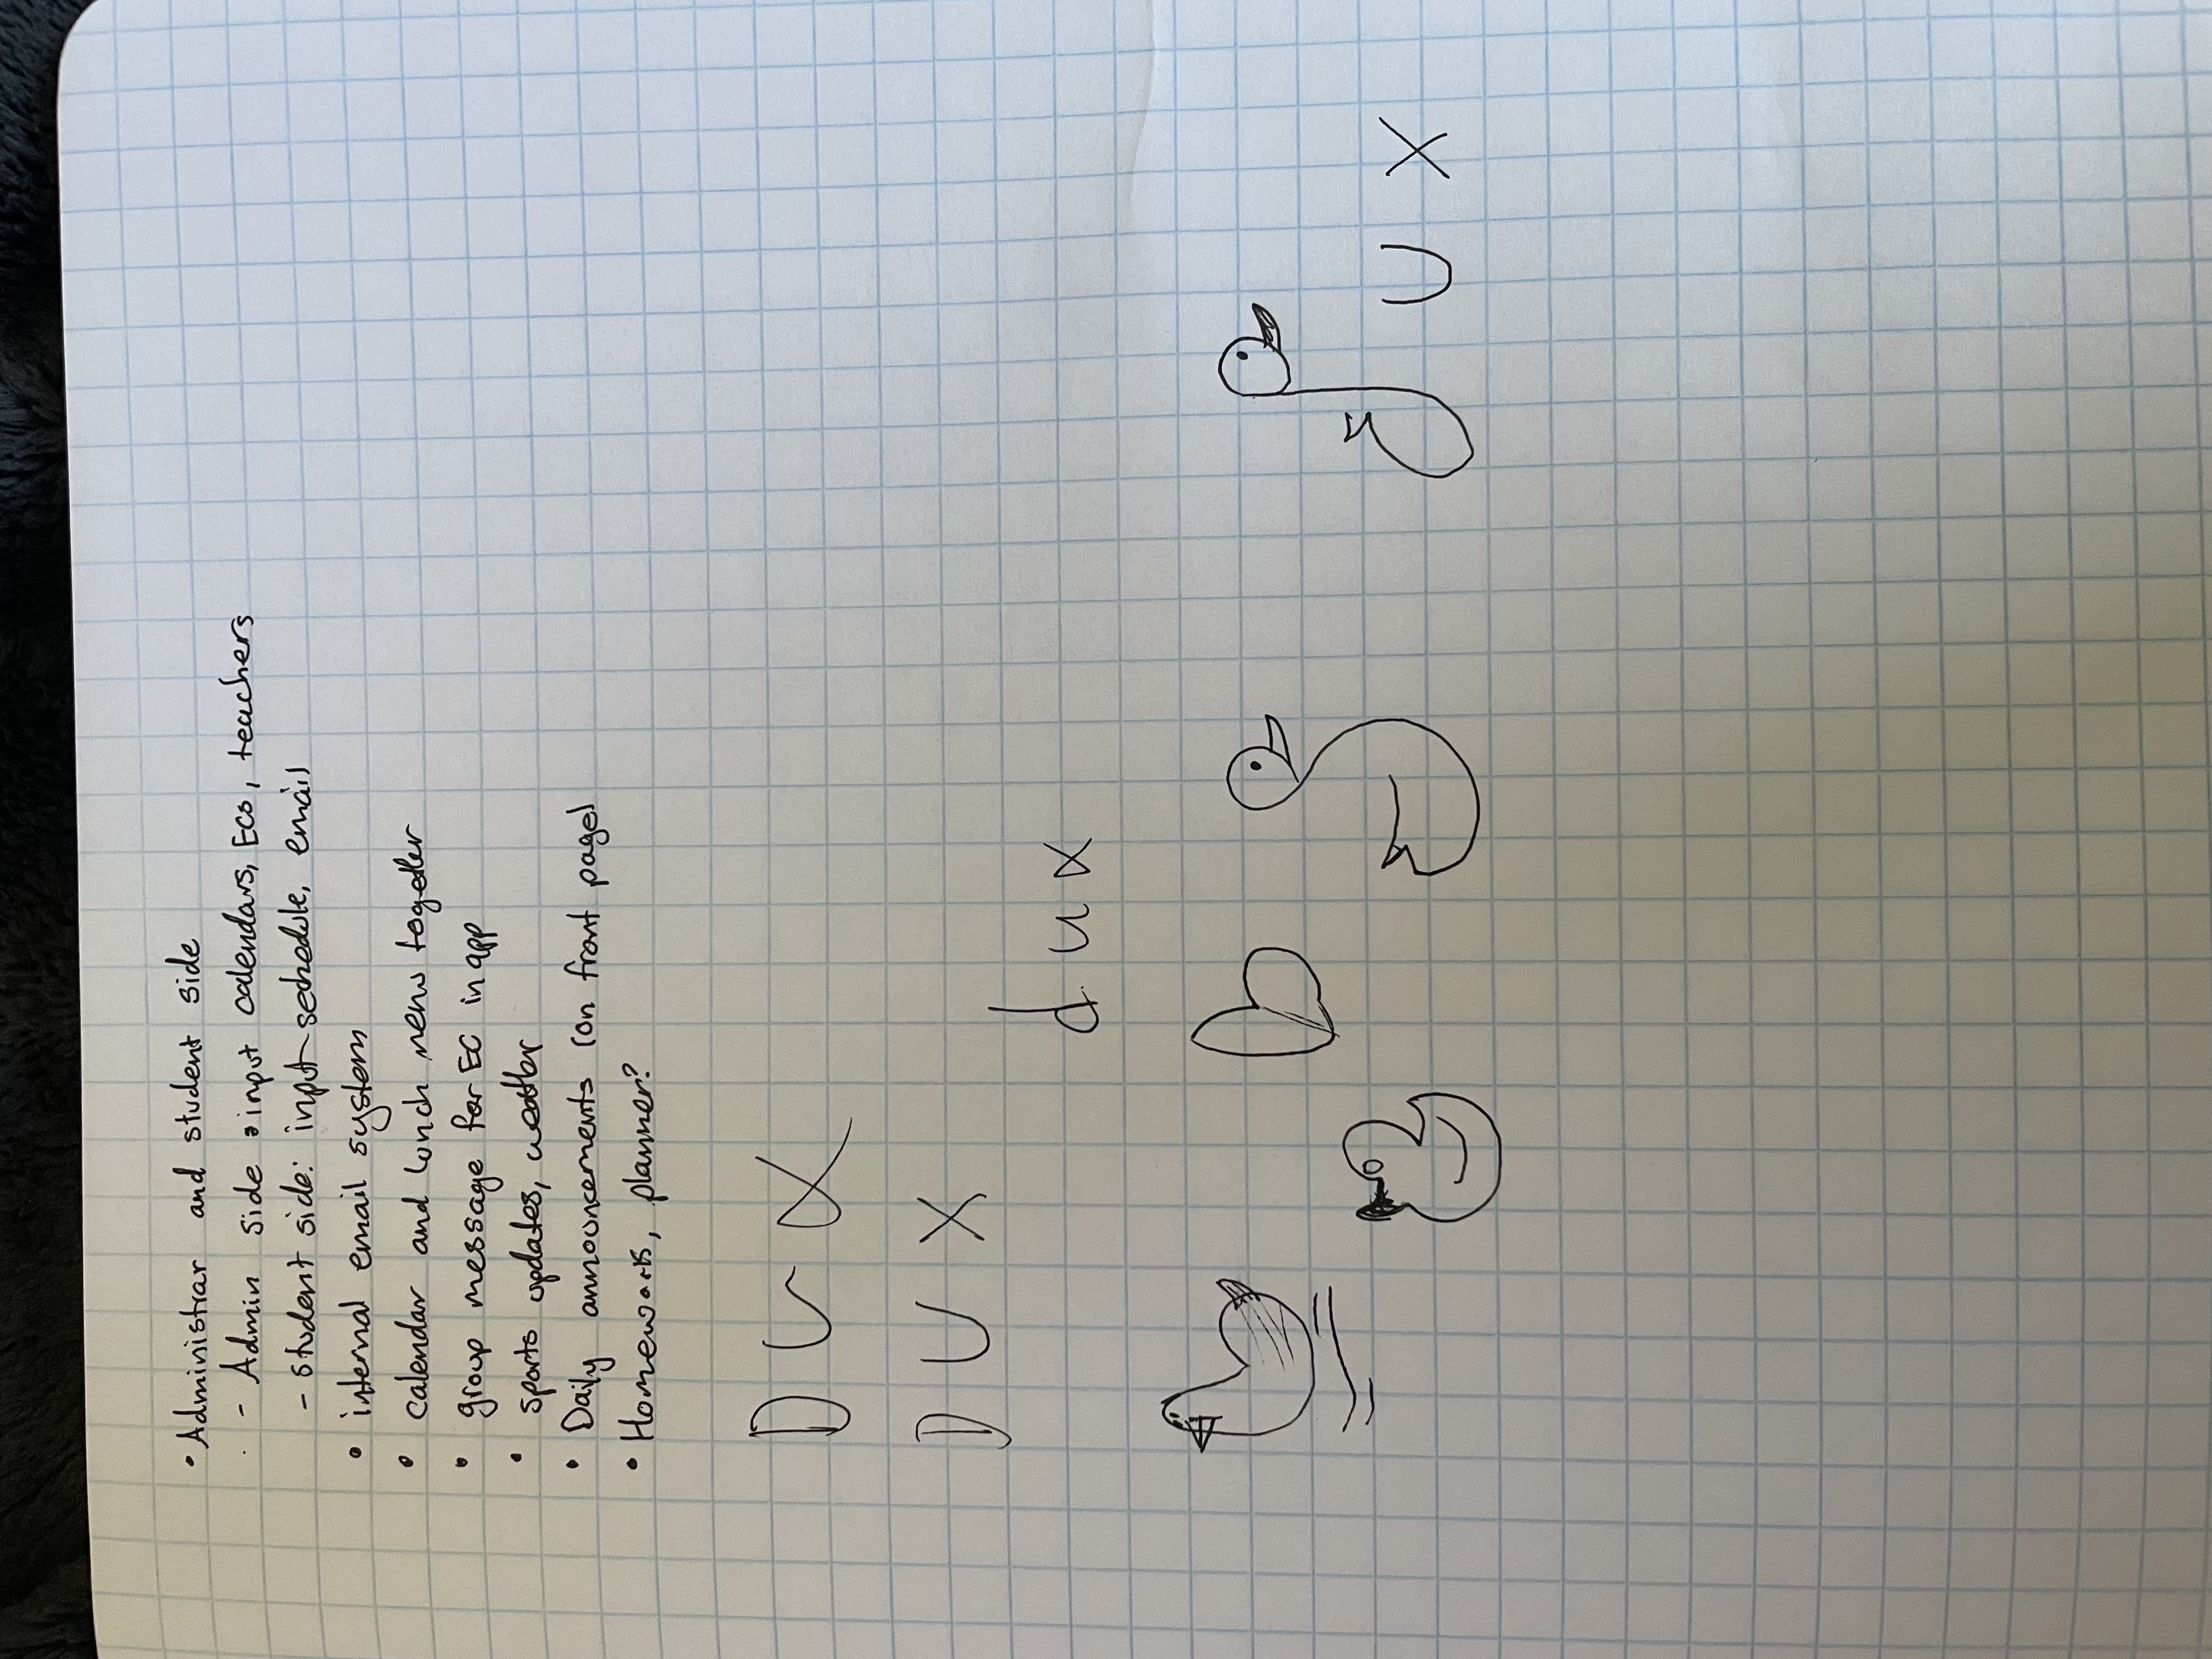 • Administrar and student side
- Admin side : input calendars, ECs, teachers
- student side: input schedule, email
• internal email system
• calendar and lunch menu together
• group message for EC in app
• sports updates, weather
• Daily announcements (on front page)
• Homework, planner?
DUX
DUX
dux
dUX